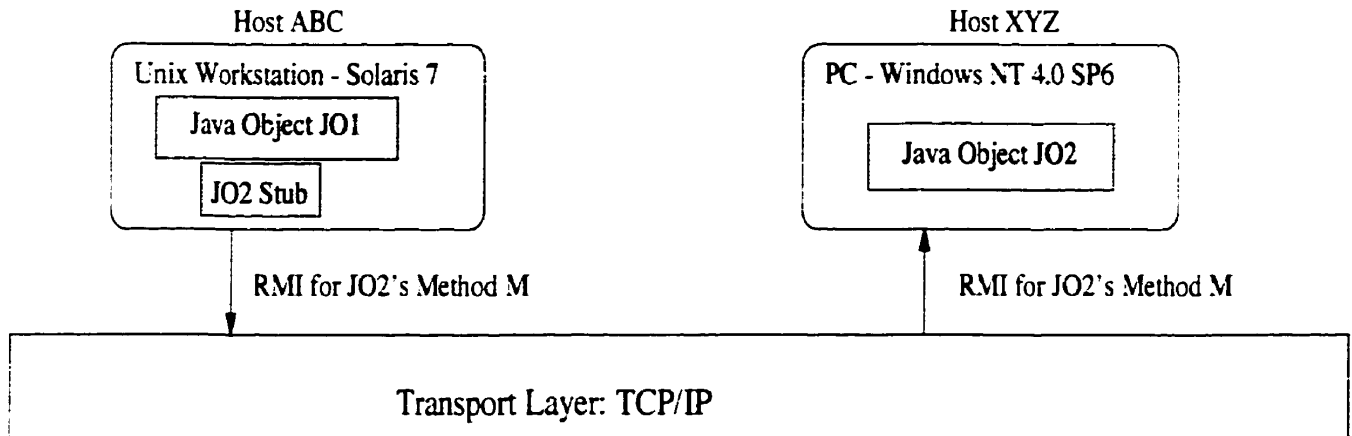 Host ABC
Unix Workstation - Solaris 7
Java Object JO1
JO2 Stub
RMI for JO2's Method M
Host XYZ
PC - Windows NT 4.0 SP6
Java Object JO2
RMI for JO2's Method M
Transport Layer: TCP/IP